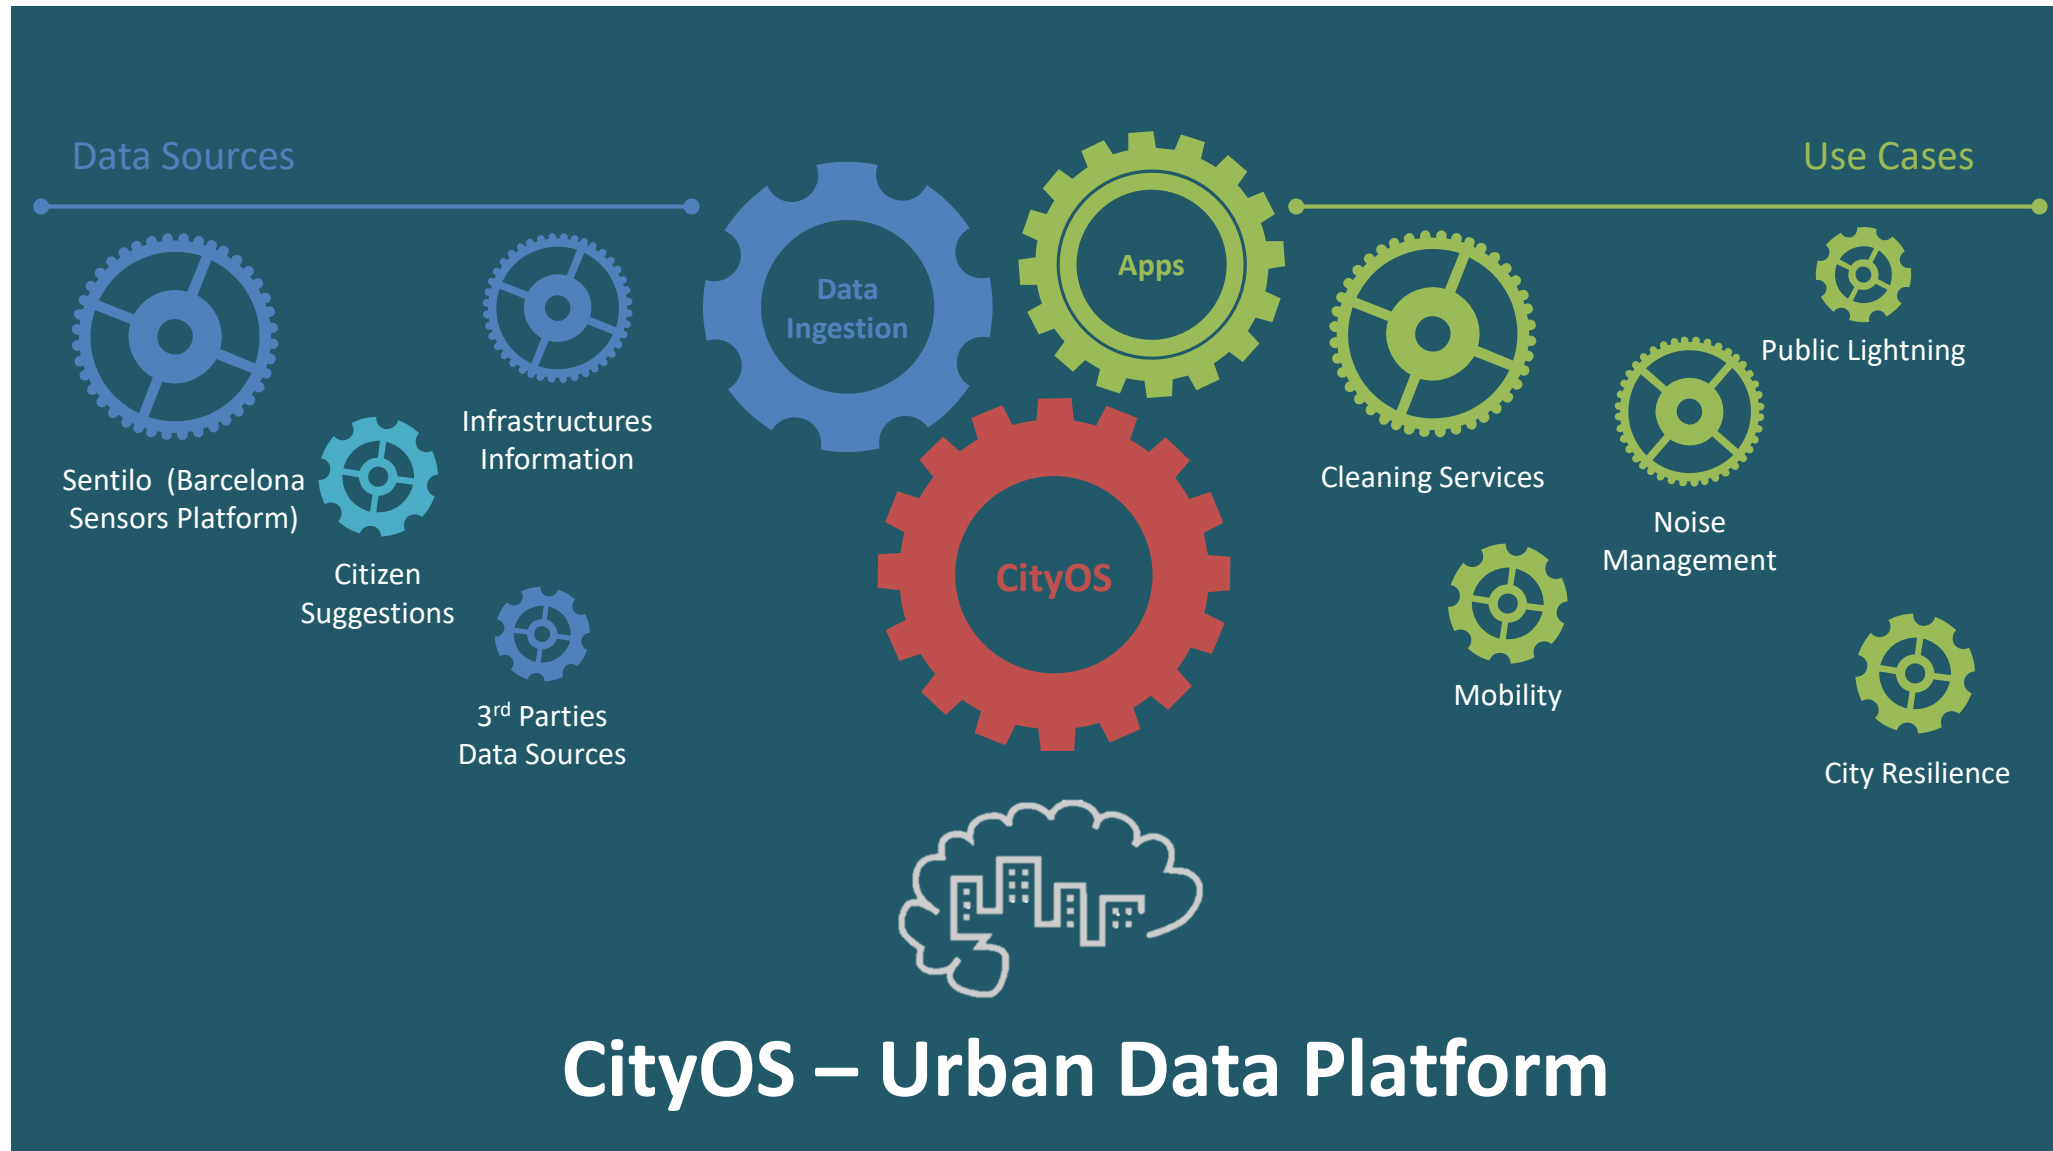 Data Sources
Use Cases
Data
Ingestion
Apps
CityOS
Sentilo (Barcelona
Sensors Platform)
Infrastructures
Information
Citizen
Suggestions
3rd Parties
Data Sources
Cleaning Services
Public Lightning
Noise
Management
Mobility
City Resilience
CityOS – Urban Data Platform